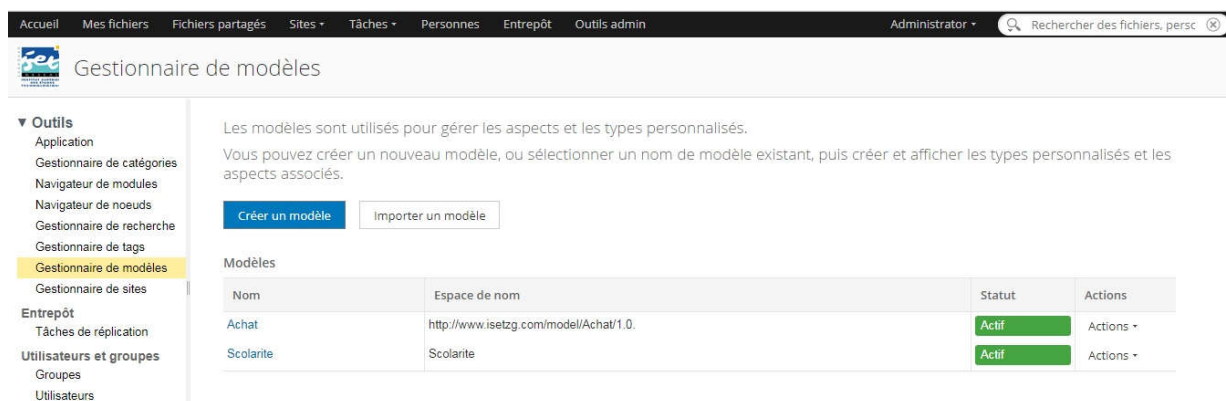 Accueil Mes fichiers Fichiers partagés Sites Tâches Personnes Entrepôt Outils admin Administrator Rechercher des fichiers, persc
iset
Gestionnaire de modèles
Outils
Application
Gestionnaire de catégories
Navigateur de modules
Navigateur de noeuds
Gestionnaire de recherche
Gestionnaire de tags
Gestionnaire de modèles
Gestionnaire de sites
Entrepôt
Tâches de réplication
Utilisateurs et groupes
Groupes
Utilisateurs
Les modèles sont utilisés pour gérer les aspects et les types personnalisés.
Vous pouvez créer un nouveau modèle, ou sélectionner un nom de modèle existant, puis créer et afficher les types personnalisés et les
aspects associés.
Créer un modèle Importer un modèle
Modèles
Nom Espace de nom Statut Actions
Achat http://www.isetzg.com/model/Achat/1.0. Actif Actions
Scolarite Scolarite Actif Actions